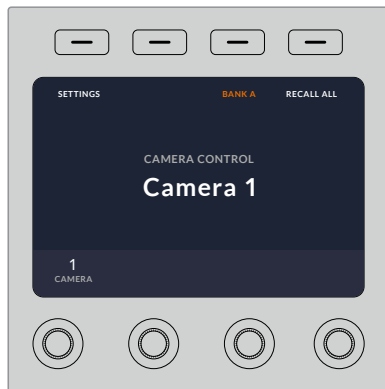 SETTINGS BANK A RECALL ALL
CAMERA CONTROL
Camera 1
1
CAMERA